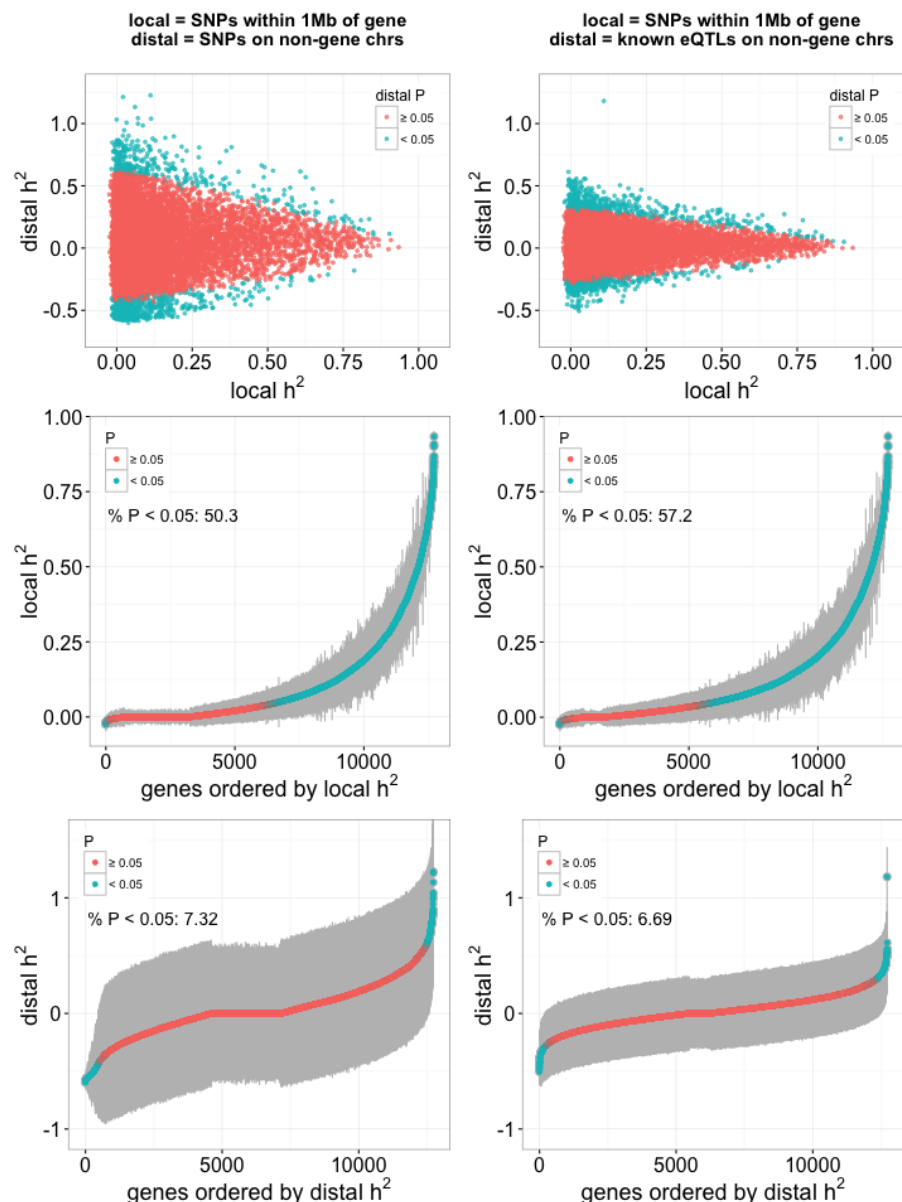 local = SNPs within 1Mb of gene
distal = SNPs on non-gene chrs
local = SNPs within 1Mb of gene
distal = known eQTLs on non-gene chrs
distal h²
1.0
0.5
0.0
-0.5
distal P
≥ 0.05
< 0.05
0.00 0.25 0.50 0.75 1.00
local h²
distal h²
1.0
0.5
0.0
-0.5
distal P
≥ 0.05
< 0.05
0.00 0.25 0.50 0.75 1.00
local h²
local h²
1.00
0.75
0.50
0.25
0.00
P
≥ 0.05
< 0.05
% P < 0.05: 50.3
0 5000 10000
genes ordered by local h²
local h²
1.00
0.75
0.50
0.25
0.00
P
≥ 0.05
< 0.05
% P < 0.05: 57.2
0 5000 10000
genes ordered by local h²
distal h²
1
0
-1
P
≥ 0.05
< 0.05
% P < 0.05: 7.32
0 5000 10000
genes ordered by distal h²
distal h²
1
0
-1
P
≥ 0.05
< 0.05
% P < 0.05: 6.69
0 5000 10000
genes ordered by distal h²